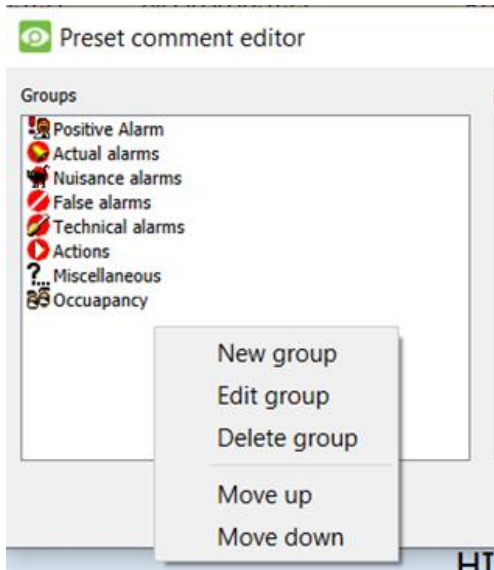 Preset comment editor
Groups
Positive Alarm
Actual alarms
Nuisance alarms
False alarms
Technical alarms
Actions
?... Miscellaneous
Occuapancy
New group
Edit group
Delete group
Move up
Move down
HI